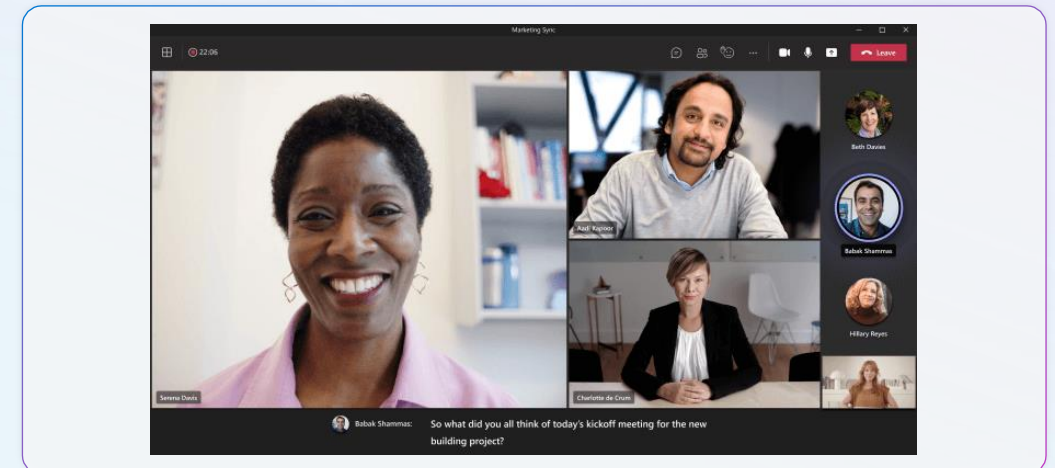 Marketing Sync
22:06
Leave
Beth Davies
Aadi Kapoor
Babak Shammas
Hillary Reyes
Serena Davis
Charlotte de Crum
Babak Shammas: So what did you all think of today's kickoff meeting for the new
building project?